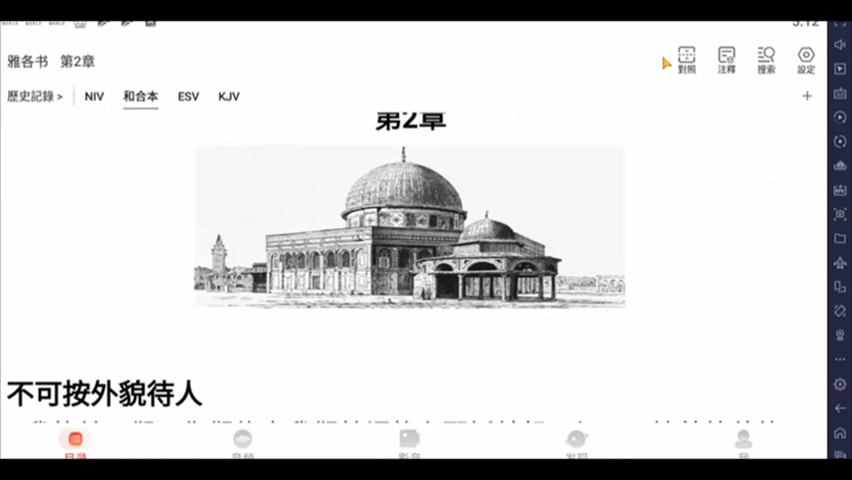 雅各书 第2章
對照 注釋 搜索 設定
歷史記錄 > NIV 和合本 ESV KJV +
第2章
不可按外貌待人